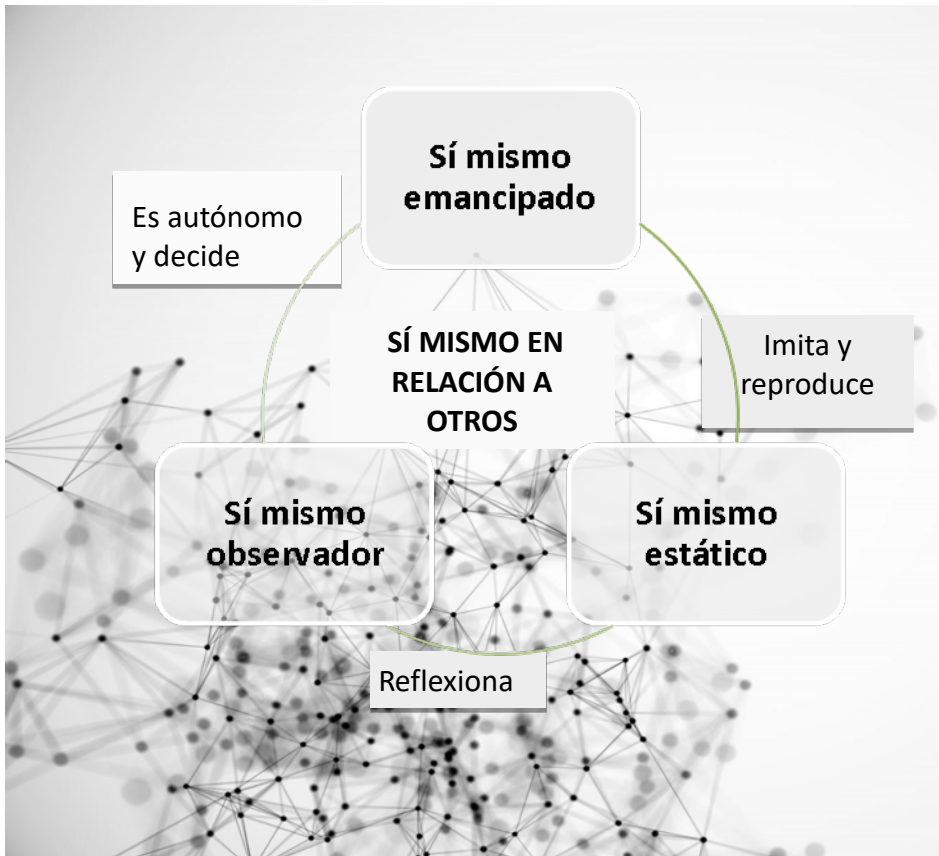 Sí mismo
emancipado
Es autónomo
y decide
SÍ MISMO EN
RELACIÓN A
OTROS
Imita y
reproduce
Sí mismo
observador
Sí mismo
estático
Reflexiona